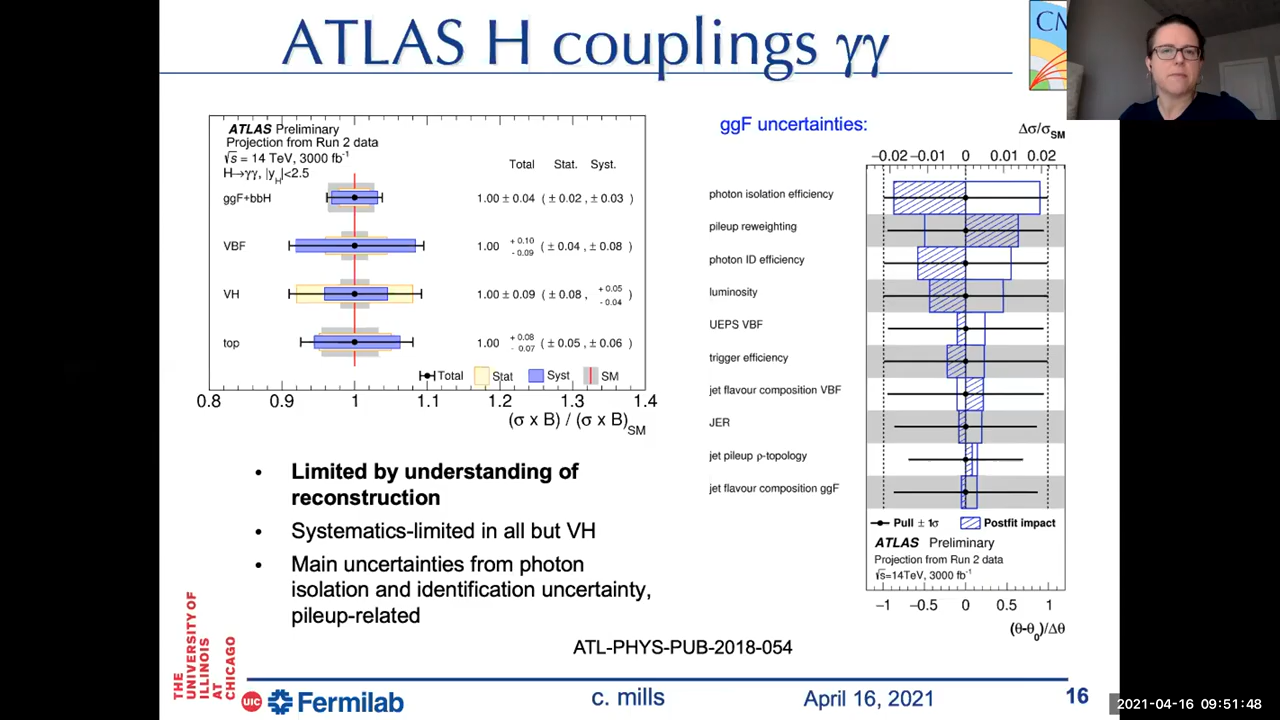 ATLAS H couplings γγ
CM
ATLAS Preliminary
Projection from Run 2 data
√s = 14 TeV, 3000 fb-1
H→γγ, |yH|<2.5
Total Stat. Syst.
ggF+bbH 1.00 ± 0.04 ( ± 0.02 , ± 0.03 )
VBF 1.00 + 0.10 - 0.09 ( ± 0.04 , ± 0.08 )
VH 1.00 ± 0.09 ( ± 0.08 , + 0.05 - 0.04 )
top 1.00 + 0.08 - 0.07 ( ± 0.05 , ± 0.06 )
Total Stat Syst SM
0.8 0.9 1 1.1 1.2 1.3 1.4
(σ x B) / (σ x B)SM
ggF uncertainties:
Δσ/σSM
−0.02 −0.01 0 0.01 0.02
photon isolation efficiency
pileup reweighting
photon ID efficiency
luminosity
UEPS VBF
trigger efficiency
jet flavour composition VBF
JER
jet pileup ρ-topology
jet flavour composition ggF
Pull ± 1σ Postfit impact
ATLAS Preliminary
Projection from Run 2 data
√s=14TeV, 3000 fb-1
−1 −0.5 0 0.5 1
(θ-θ0)/Δθ
• Limited by understanding of
reconstruction
• Systematics-limited in all but VH
• Main uncertainties from photon
isolation and identification uncertainty,
pileup-related
ATL-PHYS-PUB-2018-054
THE
UNIVERSITY OF
ILLINOIS
AT
CHICAGO
UIC
Fermilab
c. mills
April 16, 2021
16
2021-04-16 09:51:48